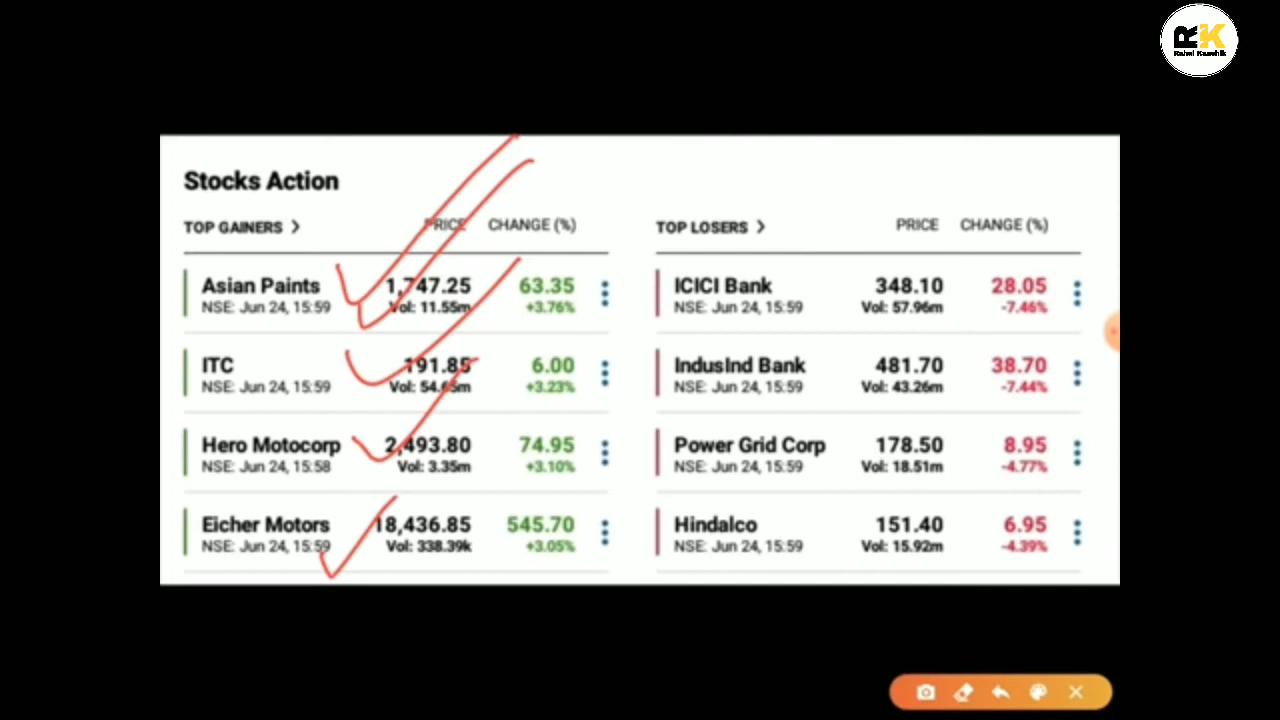 RK
Rahul Kaushik
Stocks Action
TOP GAINERS > PRICE CHANGE (%)
Asian Paints 1,747.25 63.35
NSE: Jun 24, 15:59 Vol: 11.55m +3.76%
ITC 191.85 6.00
NSE: Jun 24, 15:59 Vol: 54.65m +3.23%
Hero Motocorp 2,493.80 74.95
NSE: Jun 24, 15:58 Vol: 3.35m +3.10%
Eicher Motors 18,436.85 545.70
NSE: Jun 24, 15:59 Vol: 338.39k +3.05%
TOP LOSERS > PRICE CHANGE (%)
ICICI Bank 348.10 28.05
NSE: Jun 24, 15:59 Vol: 57.96m -7.46%
IndusInd Bank 481.70 38.70
NSE: Jun 24, 15:59 Vol: 43.26m -7.44%
Power Grid Corp 178.50 8.95
NSE: Jun 24, 15:59 Vol: 18.51m -4.77%
Hindalco 151.40 6.95
NSE: Jun 24, 15:59 Vol: 15.92m -4.39%